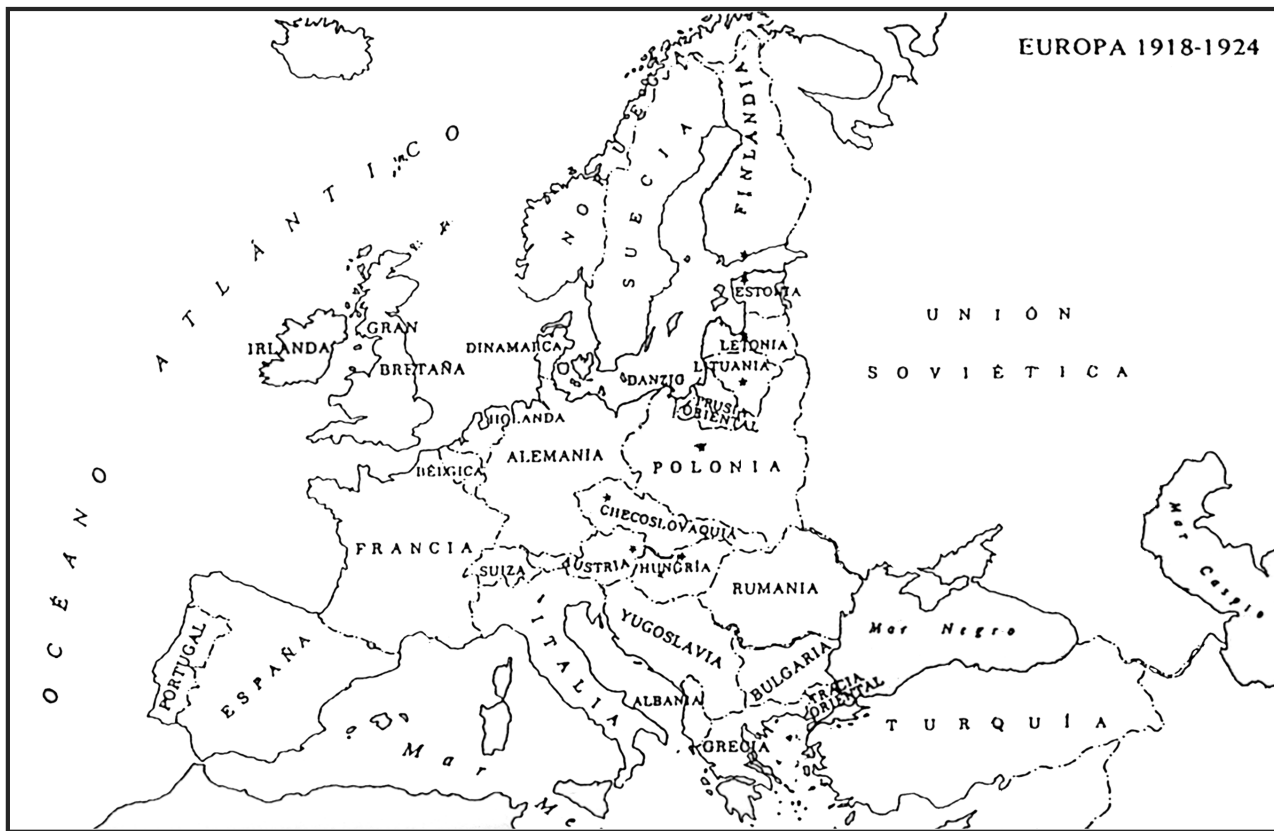 EUROPA 1918-1924
OCÉANO ATLÁNTICO
NORUEGA
SUECIA
FINLANDIA
ESTONIA
LETONIA
LITUANIA
UNIÓN
SOVIÉTICA
IRLANDA
GRAN
BRETAÑA
DINAMARCA
DANZIG
PRUSIA
ORIENTAL
HOLANDA
BÉLGICA
ALEMANIA
POLONIA
CHECOSLOVAQUIA
FRANCIA
SUIZA
AUSTRIA
HUNGRÍA
RUMANIA
Mar Caspio
Mar Negro
PORTUGAL
ESPAÑA
ITALIA
YUGOSLAVIA
BULGARIA
ALBANIA
TRACIA
ORIENTAL
GRECIA
TURQUÍA
Mar Me